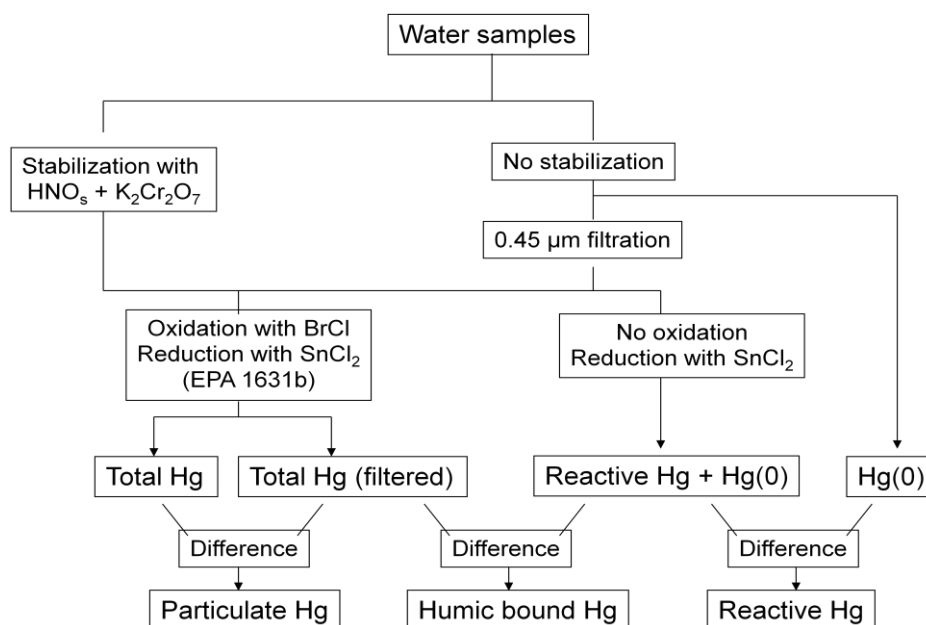 Water samples
Stabilization with
HNOₛ + K₂Cr₂O₇
No stabilization
0.45 µm filtration
Oxidation with BrCl
Reduction with SnCl₂
(EPA 1631b)
No oxidation
Reduction with SnCl₂
Total Hg
Total Hg (filtered)
Reactive Hg + Hg(0)
Hg(0)
Difference
Difference
Difference
Particulate Hg
Humic bound Hg
Reactive Hg